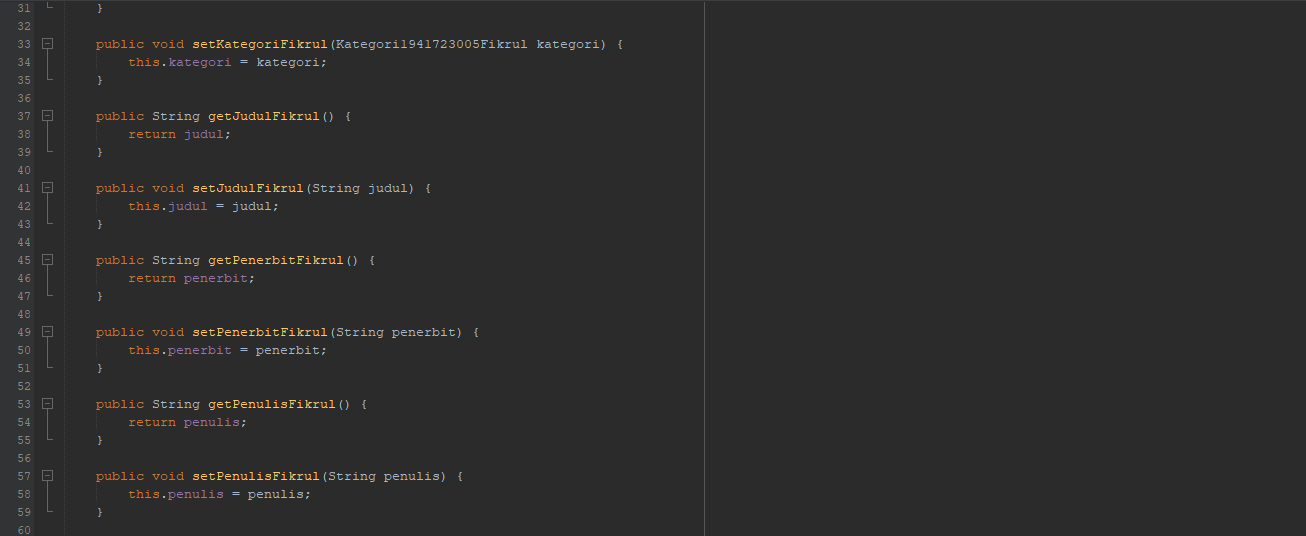 31 }
32
33 public void setKategoriFikrul(Kategori1941723005Fikrul kategori) {
34 this.kategori = kategori;
35 }
36
37 public String getJudulFikrul() {
38 return judul;
39 }
40
41 public void setJudulFikrul(String judul) {
42 this.judul = judul;
43 }
44
45 public String getPenerbitFikrul() {
46 return penerbit;
47 }
48
49 public void setPenerbitFikrul(String penerbit) {
50 this.penerbit = penerbit;
51 }
52
53 public String getPenulisFikrul() {
54 return penulis;
55 }
56
57 public void setPenulisFikrul(String penulis) {
58 this.penulis = penulis;
59 }
60